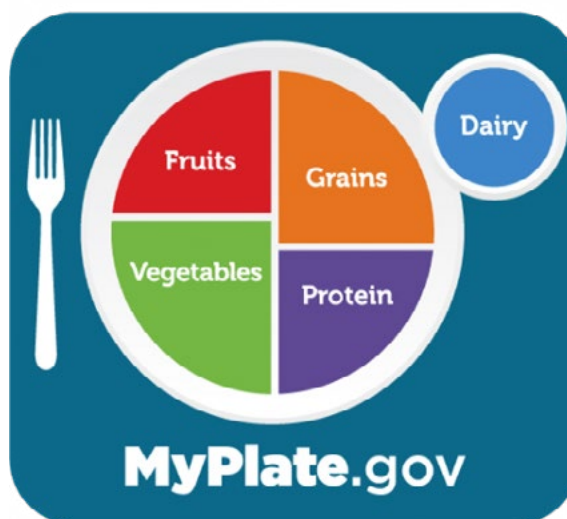 Dairy
Fruits
Grains
Vegetables
Protein
MyPlate.gov